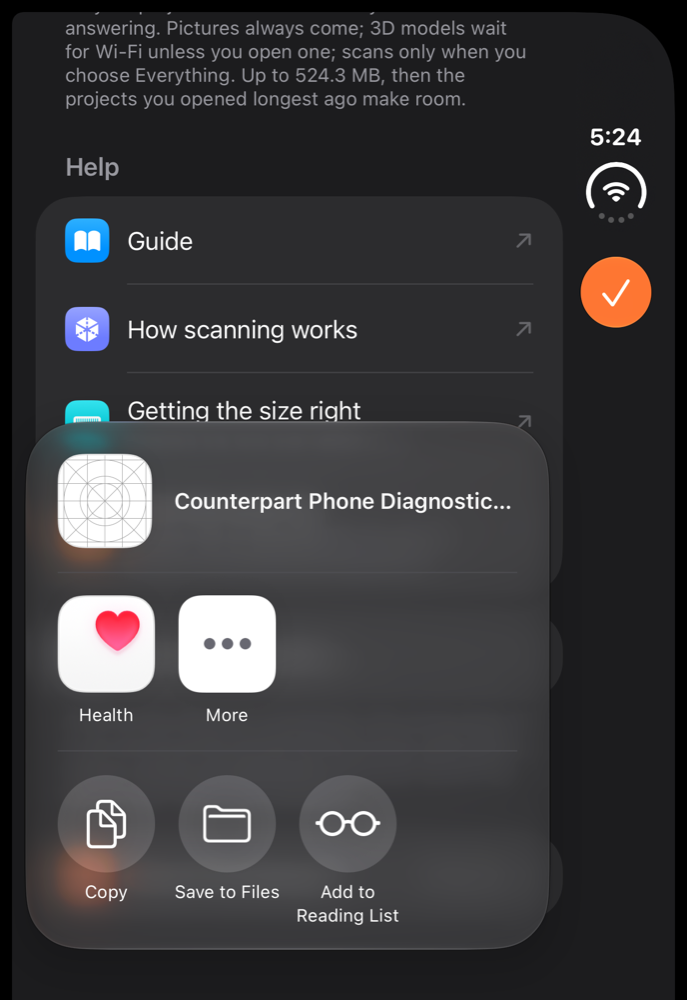 answering. Pictures always come; 3D models wait
for Wi-Fi unless you open one; scans only when you
choose Everything. Up to 524.3 MB, then the
projects you opened longest ago make room.
5:24
Help
Guide
How scanning works
Getting the size right
Counterpart Phone Diagnostic...
Health
More
Copy
Save to Files
Add to
Reading List